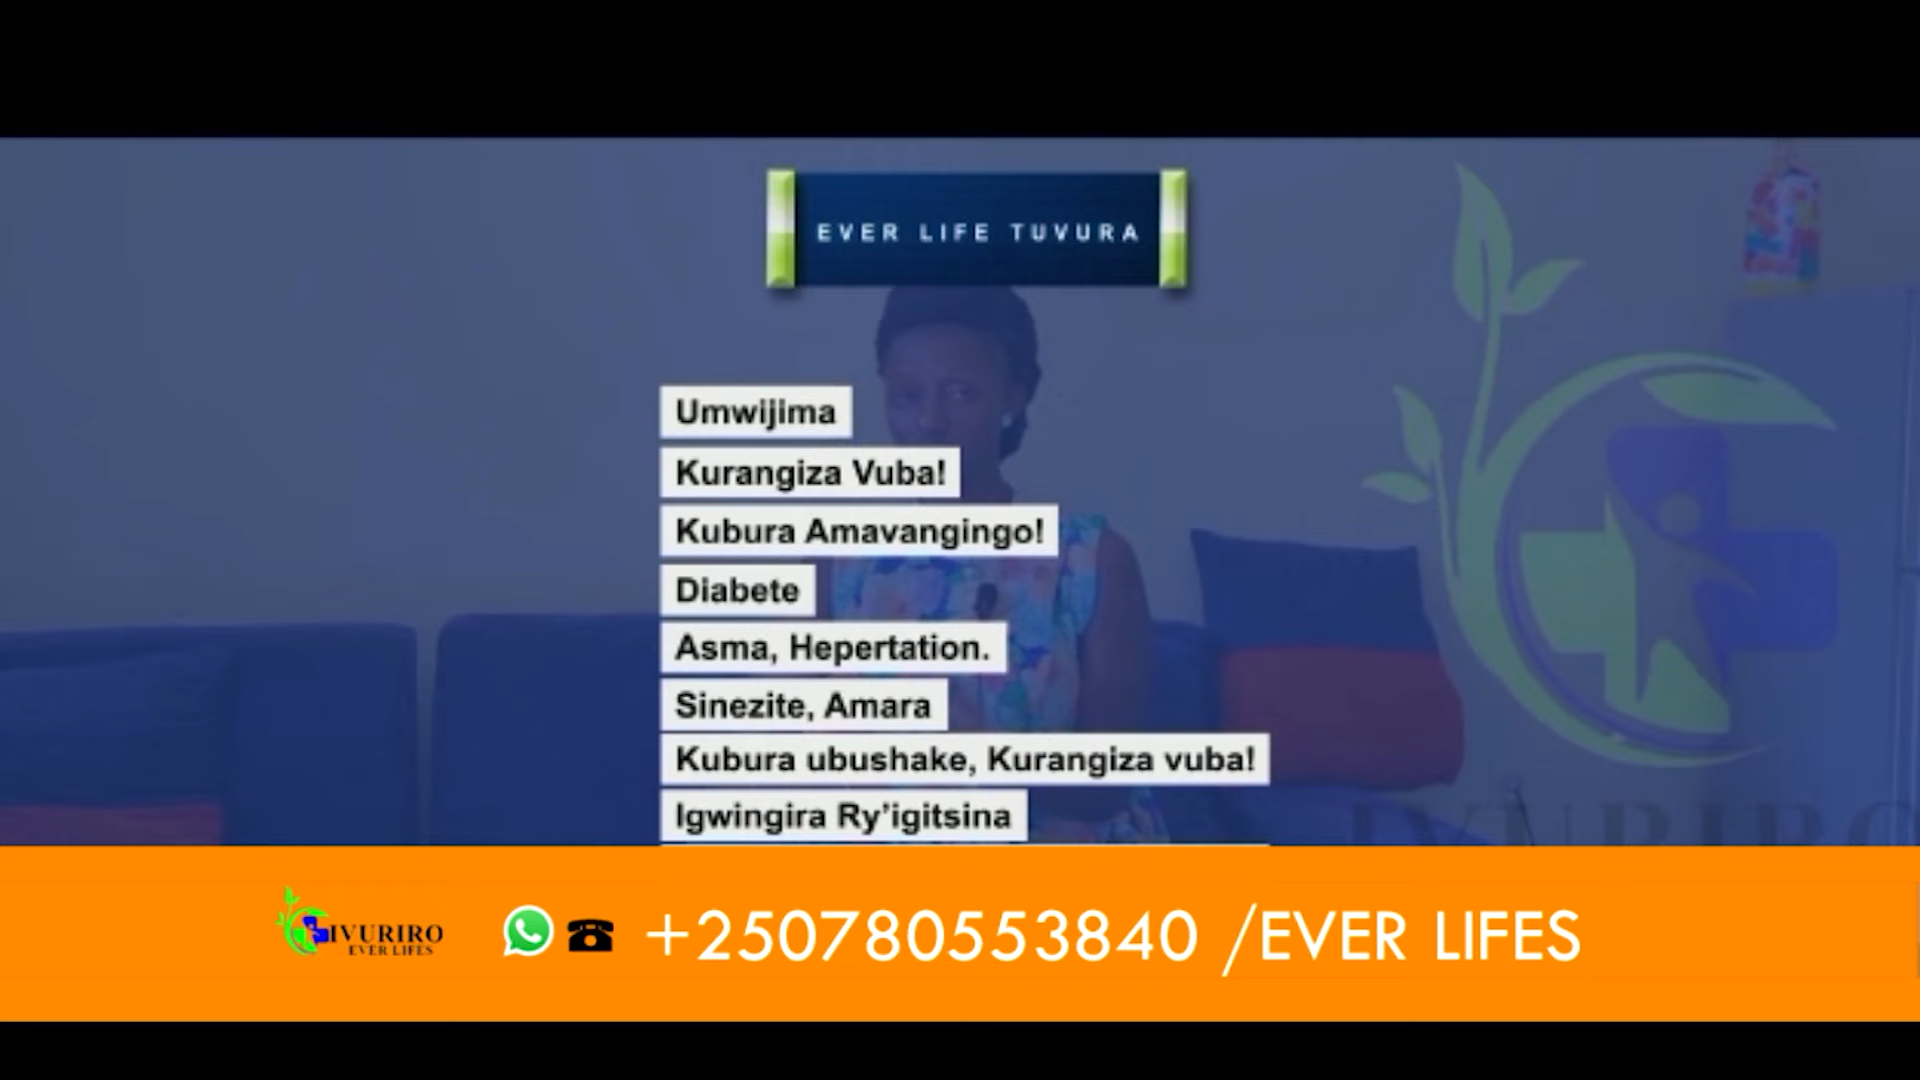 EVER LIFE TUVURA
Umwijima
Kurangiza Vuba!
Kubura Amavangingo!
Diabete
Asma, Hepertation.
Sinezite, Amara
Kubura ubushake, Kurangiza vuba!
Igwingira Ry'igitsina
IVURIRO
IVURIRO
EVER LIFES
+250780553840 /EVER LIFES